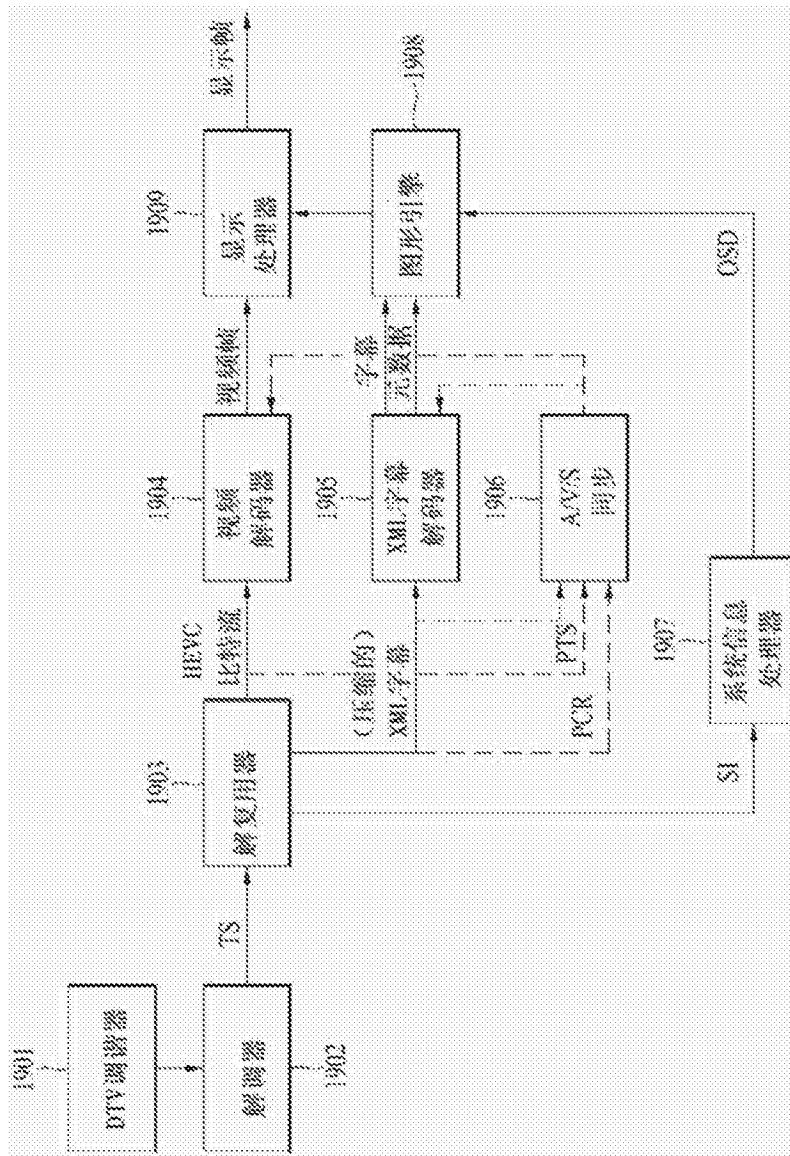 1901
DTV调谐器
解调器
1902
TS
1903
解复用器
HEVC
比特流
(压缩的)
XML字幕
PTS
PCR
SI
1904
视频
解码器
1905
XML字幕
解码器
1906
A/V/S
同步
1907
系统信息
处理器
视频帧
字幕
元数据
OSD
1909
显示
处理器
图形引擎
1908
显示帧